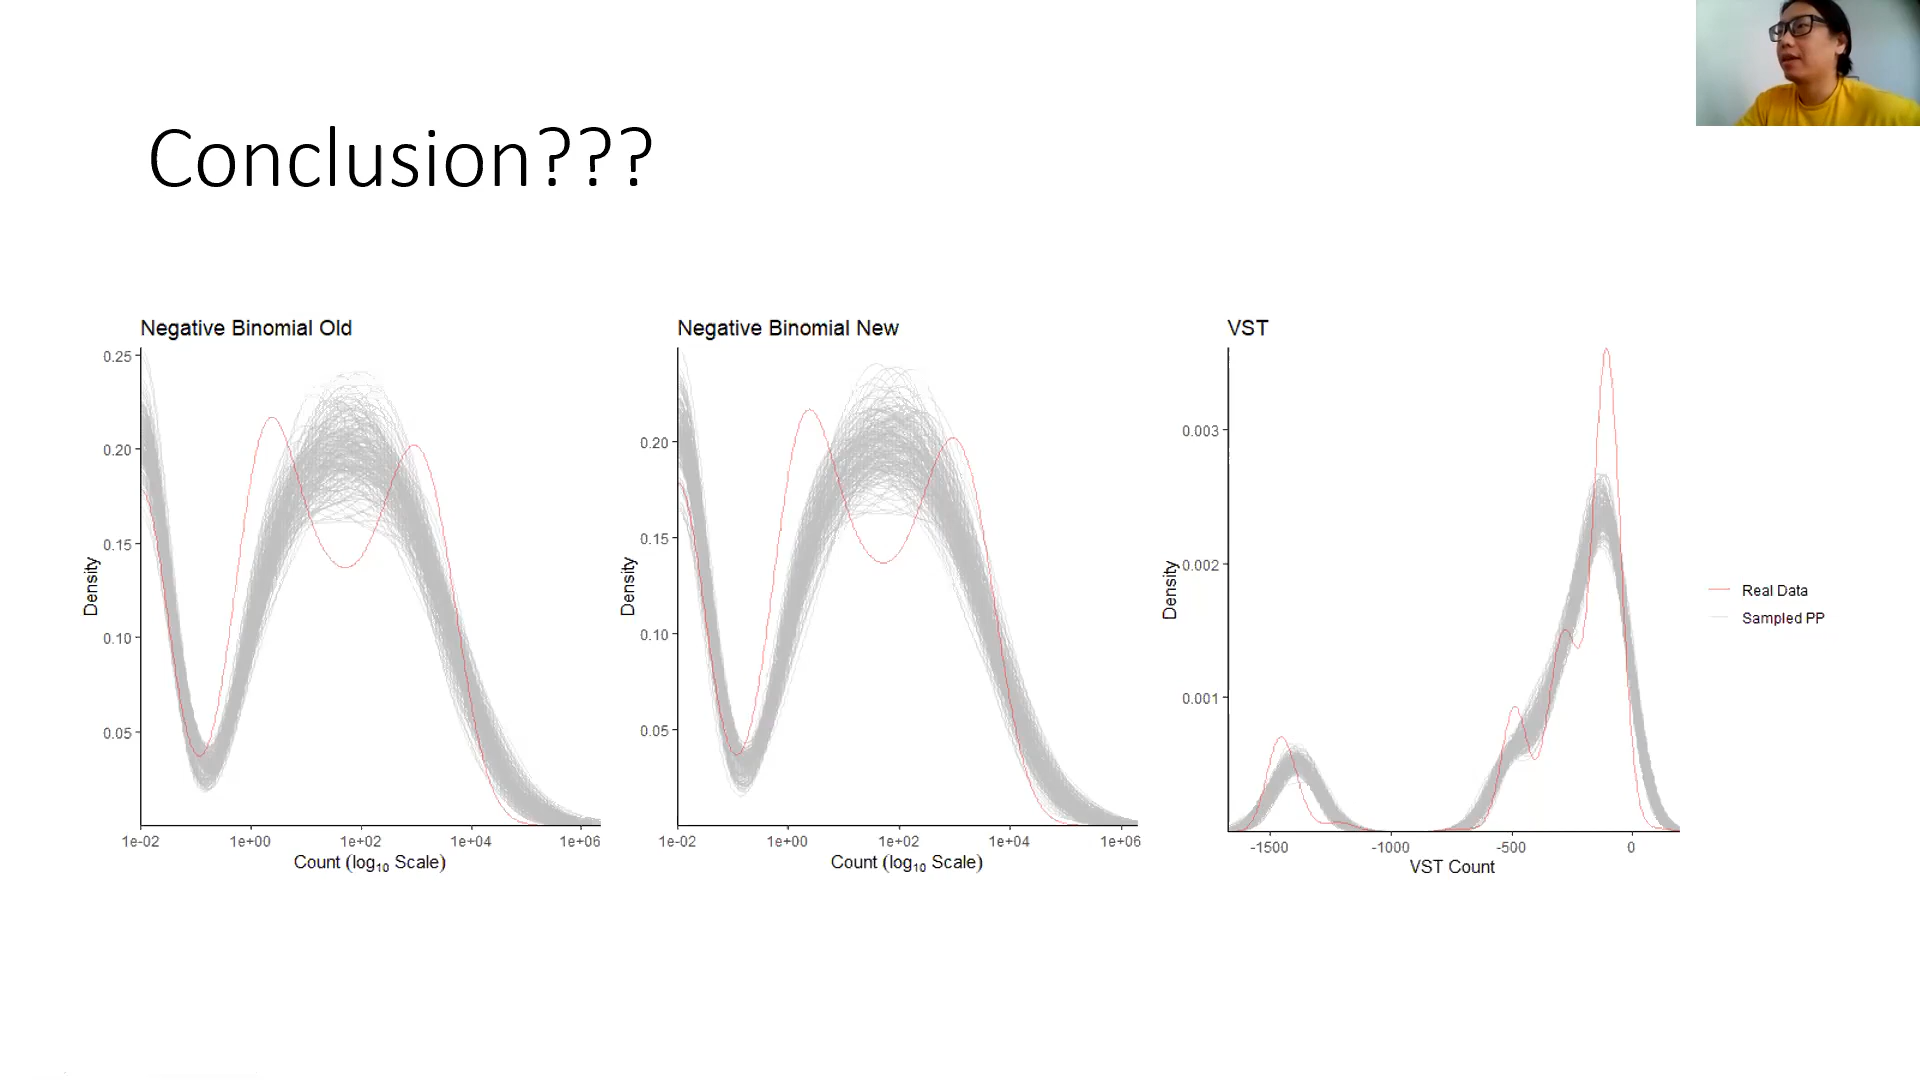 Conclusion???
Negative Binomial Old
0.25
0.20
0.15
0.10
0.05
Density
1e-02 1e+00 1e+02 1e+04 1e+06
Count (log₁₀ Scale)
Negative Binomial New
0.20
0.15
0.10
0.05
Density
1e-02 1e+00 1e+02 1e+04 1e+06
Count (log₁₀ Scale)
VST
0.003
0.002
0.001
Density
-1500 -1000 -500 0
VST Count
Real Data
Sampled PP